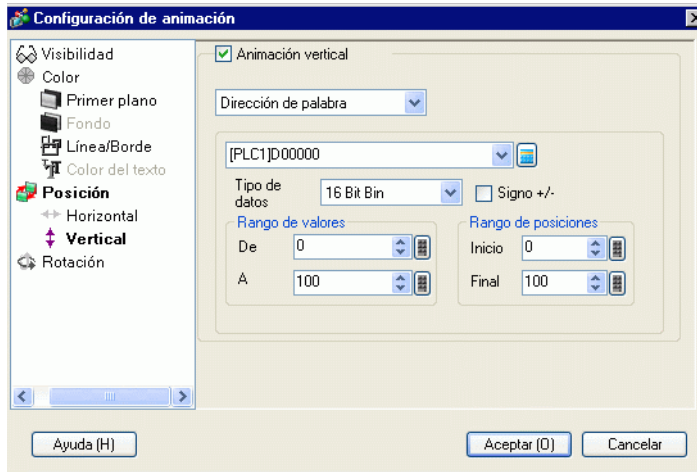 Configuración de animación
Visibilidad
Color
Primer plano
Fondo
Línea/Borde
Color del texto
Posición
Horizontal
Vertical
Rotación
Animación vertical
Dirección de palabra
[PLC1]D00000
Tipo de datos
16 Bit Bin
Signo +/-
Rango de valores
De 0
A 100
Rango de posiciones
Inicio 0
Final 100
Ayuda (H)
Aceptar (O)
Cancelar